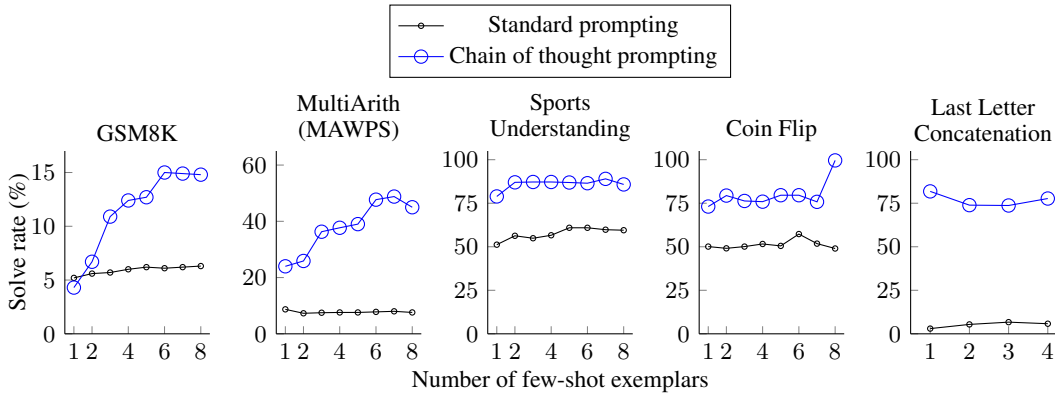 Standard prompting
Chain of thought prompting
GSM8K
MultiArith
(MAWPS)
Sports
Understanding
Coin Flip
Last Letter
Concatenation
Solve rate (%)
15
10
5
0
1 2 4 6 8
60
40
20
0
1 2 4 6 8
100
75
50
25
0
1 2 4 6 8
100
75
50
25
0
1 2 4 6 8
100
75
50
25
0
1 2 3 4
Number of few-shot exemplars